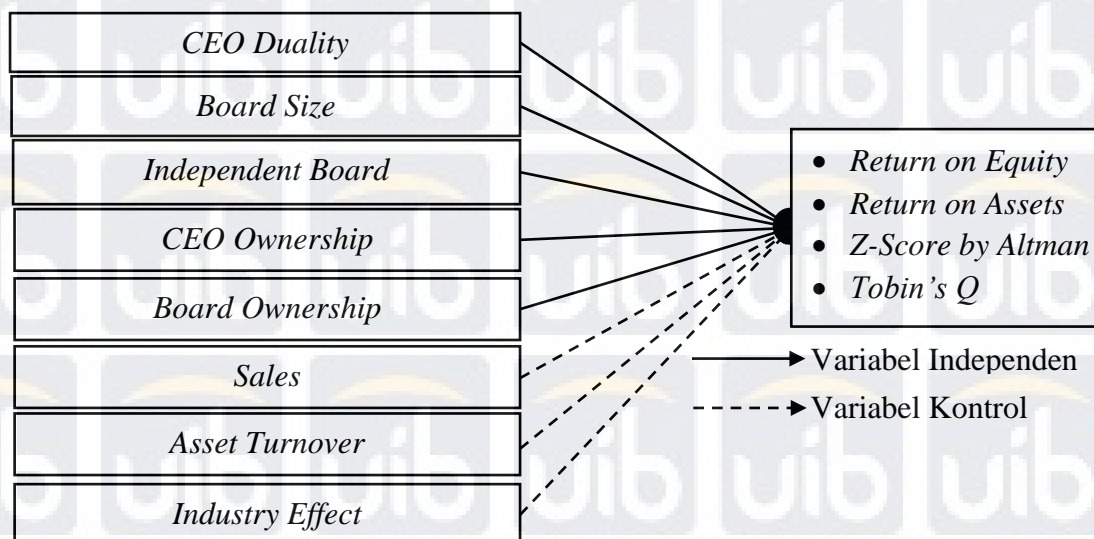 CEO Duality
Board Size
Independent Board
CEO Ownership
Board Ownership
Sales
Asset Turnover
Industry Effect
• Return on Equity
• Return on Assets
• Z-Score by Altman
• Tobin’s Q
Variabel Independen
Variabel Kontrol
uib